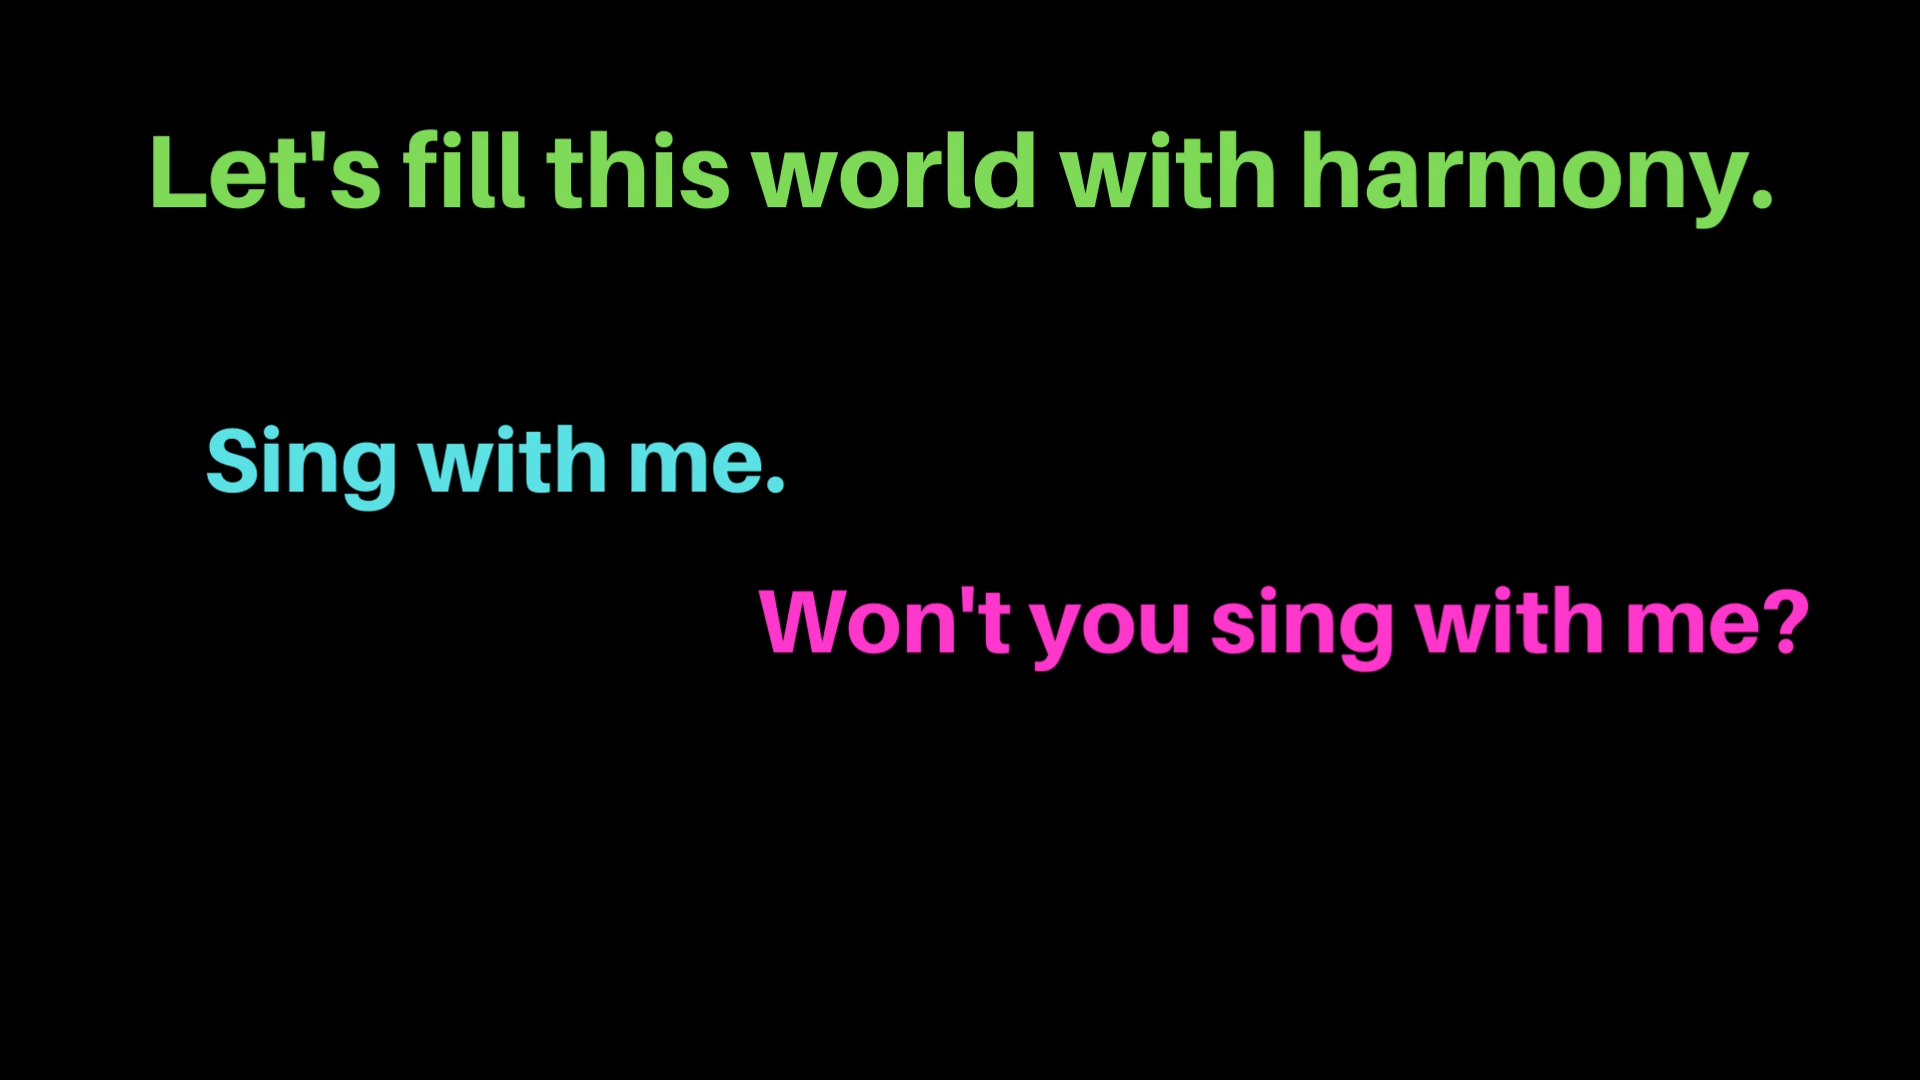 Let's fill this world with harmony.
Sing with me.
Won't you sing with me?